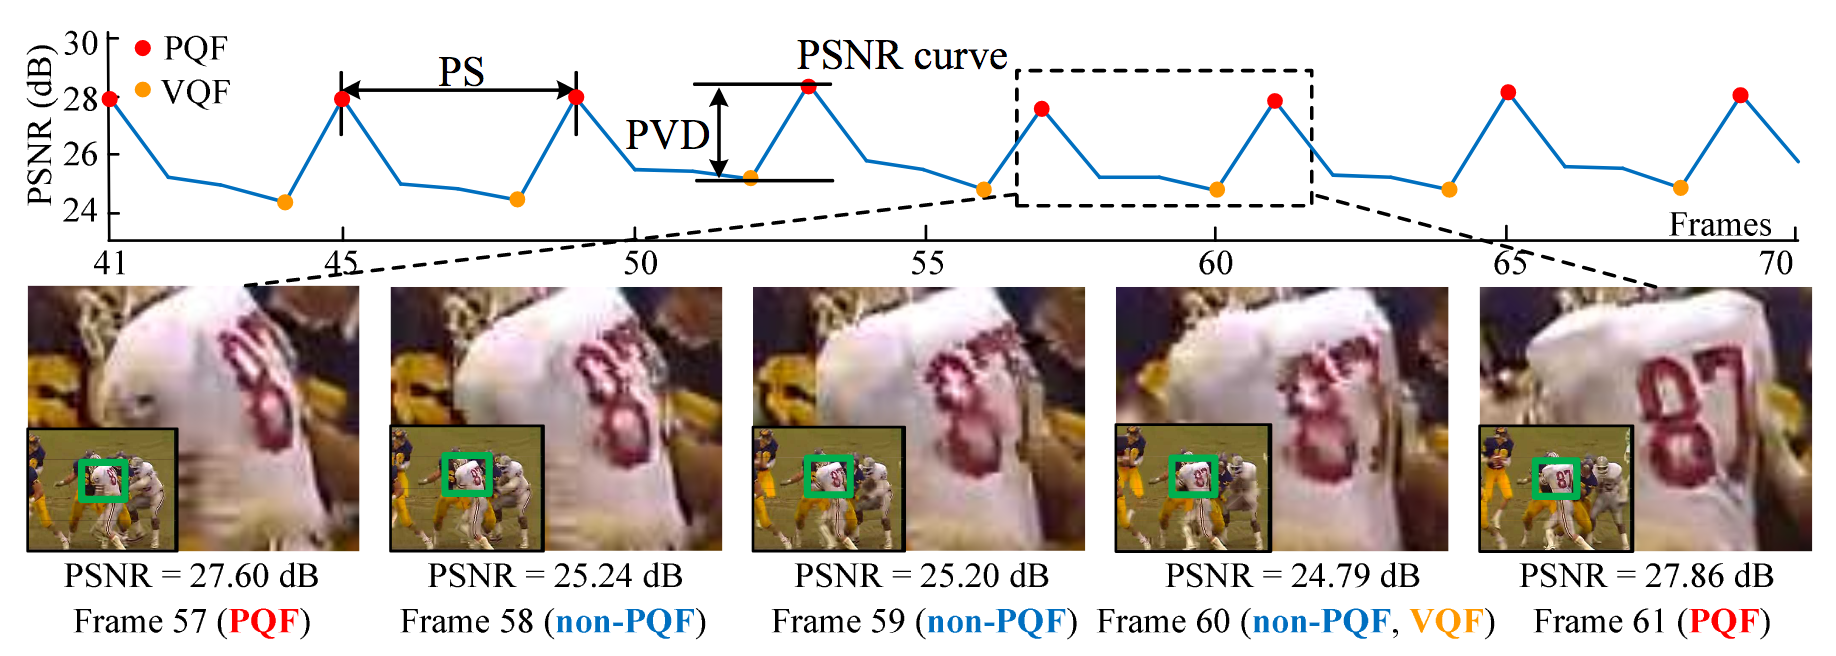 30
PQF
PSNR curve
PS
PSNR (dB)
28
VQF
PVD
26
24
Frames
41 45 50 55 60 65 70
87
PSNR = 27.60 dB PSNR = 25.24 dB PSNR = 25.20 dB PSNR = 24.79 dB PSNR = 27.86 dB
Frame 57 (PQF) Frame 58 (non-PQF) Frame 59 (non-PQF) Frame 60 (non-PQF, VQF) Frame 61 (PQF)